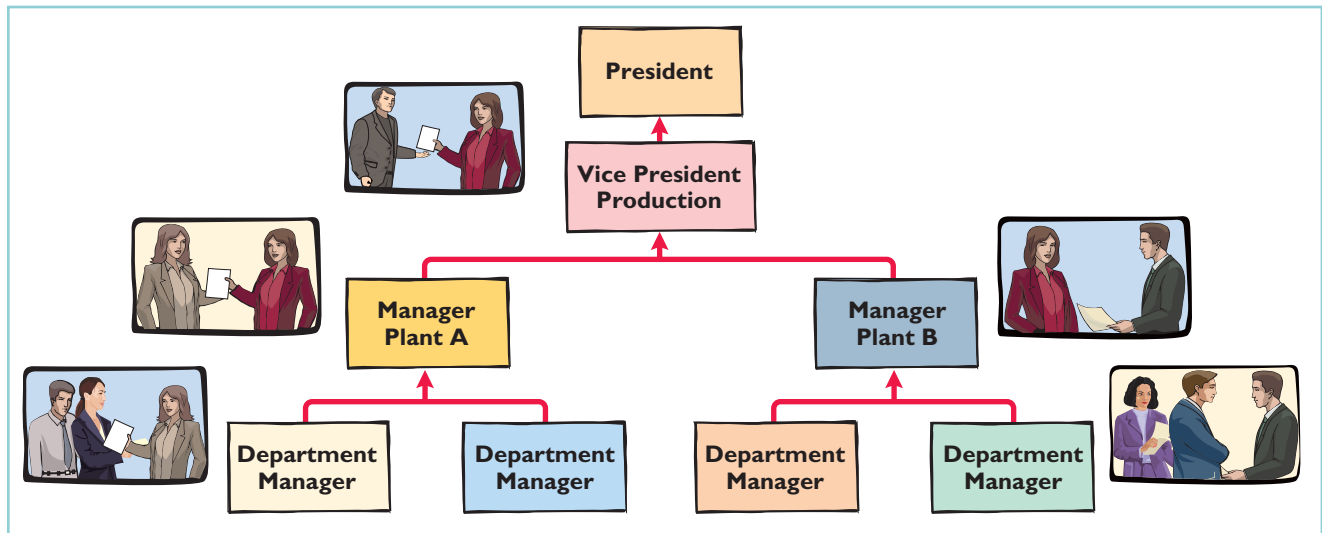 President
Vice President
Production
Manager
Plant A
Manager
Plant B
Department
Manager
Department
Manager
Department
Manager
Department
Manager